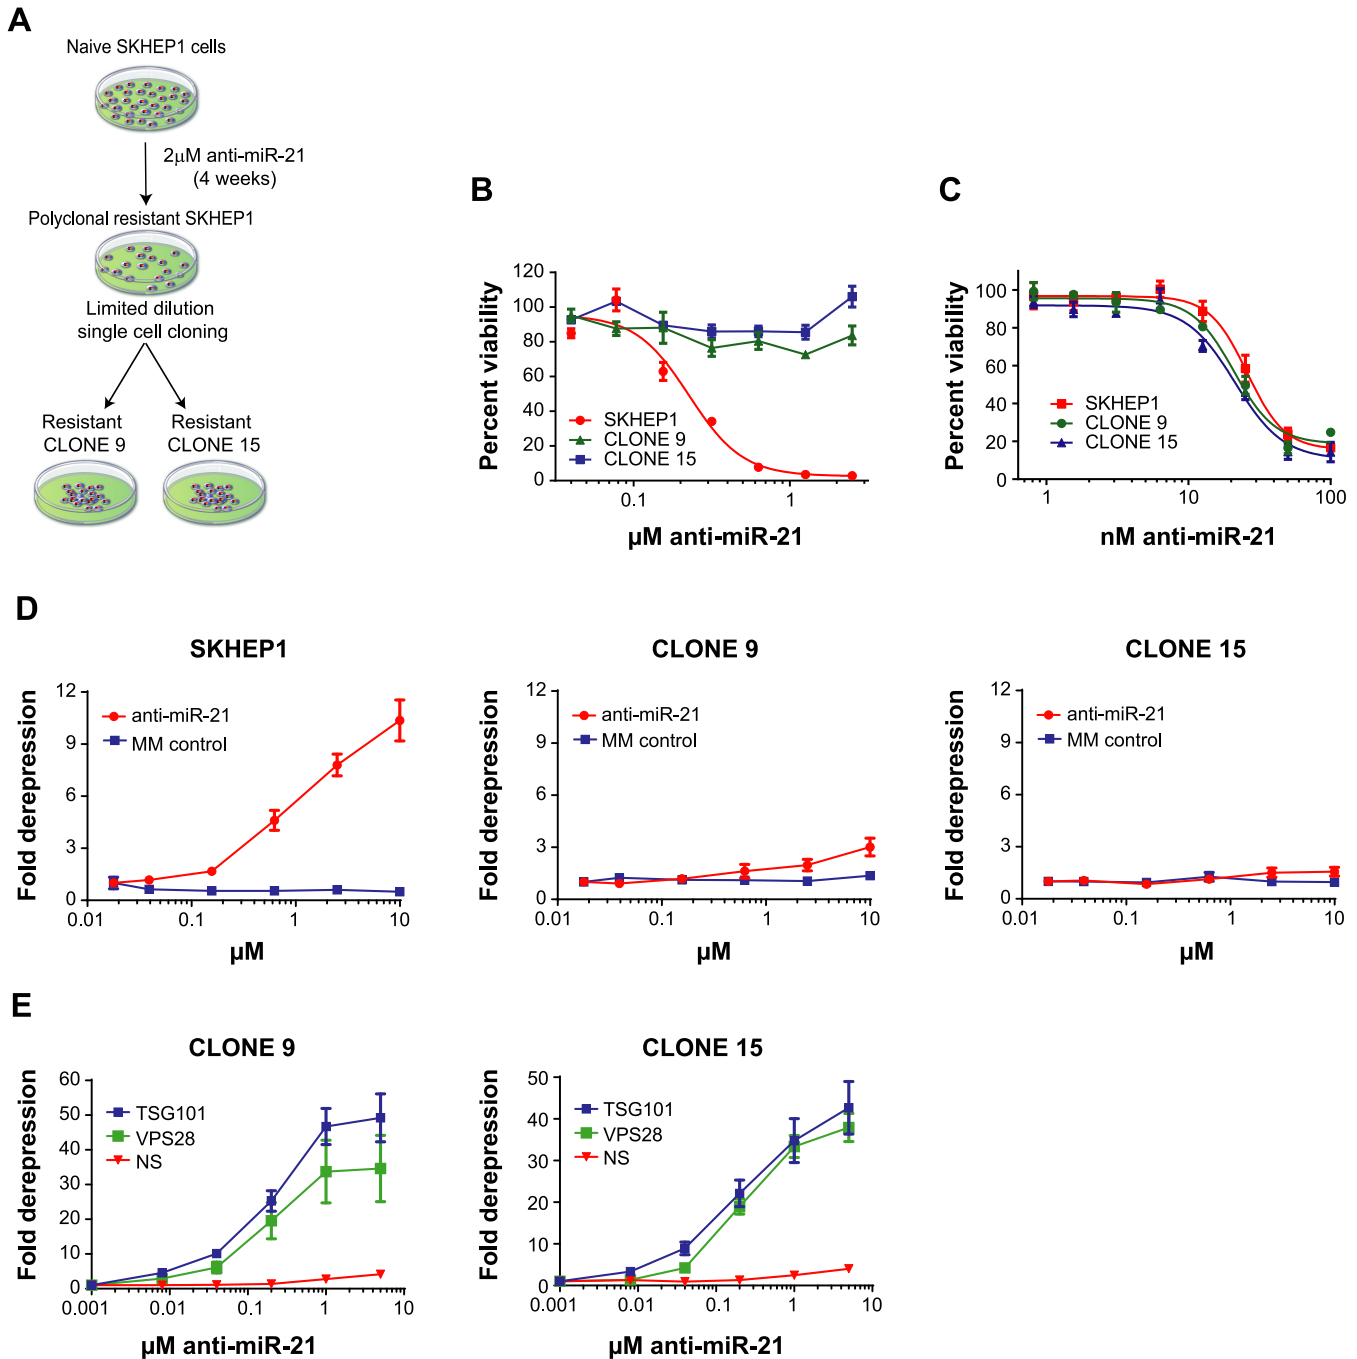 A
Naive SKHEP1 cells
2µM anti-miR-21
(4 weeks)
Polyclonal resistant SKHEP1
Limited dilution
single cell cloning
Resistant
CLONE 9
Resistant
CLONE 15
B
Percent viability
120
100
80
60
40
20
0
SKHEP1
CLONE 9
CLONE 15
0.1
1
µM anti-miR-21
C
Percent viability
100
80
60
40
20
0
SKHEP1
CLONE 9
CLONE 15
1
10
100
nM anti-miR-21
D
SKHEP1
Fold derepression
12
9
6
3
0
anti-miR-21
MM control
0.01
0.1
1
10
µM
CLONE 9
Fold derepression
12
9
6
3
0
anti-miR-21
MM control
0.01
0.1
1
10
µM
CLONE 15
Fold derepression
12
9
6
3
0
anti-miR-21
MM control
0.01
0.1
1
10
µM
E
CLONE 9
Fold derepression
60
50
40
30
20
10
0
TSG101
VPS28
NS
0.001
0.01
0.1
1
10
µM anti-miR-21
CLONE 15
Fold derepression
50
40
30
20
10
0
TSG101
VPS28
NS
0.001
0.01
0.1
1
10
µM anti-miR-21